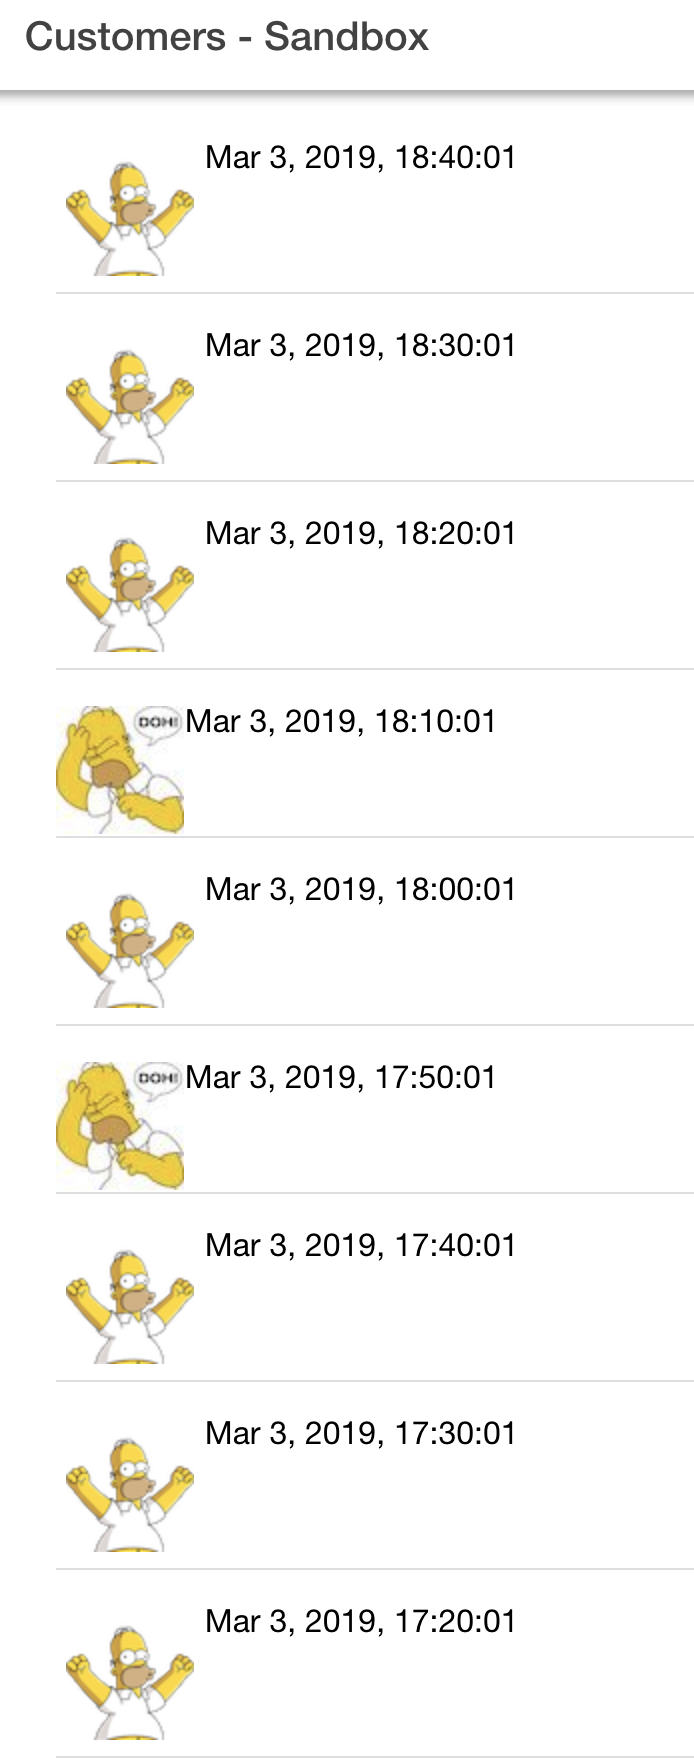 Customers - Sandbox
Mar 3, 2019, 18:40:01
Mar 3, 2019, 18:30:01
Mar 3, 2019, 18:20:01
DOH! Mar 3, 2019, 18:10:01
Mar 3, 2019, 18:00:01
DOH! Mar 3, 2019, 17:50:01
Mar 3, 2019, 17:40:01
Mar 3, 2019, 17:30:01
Mar 3, 2019, 17:20:01